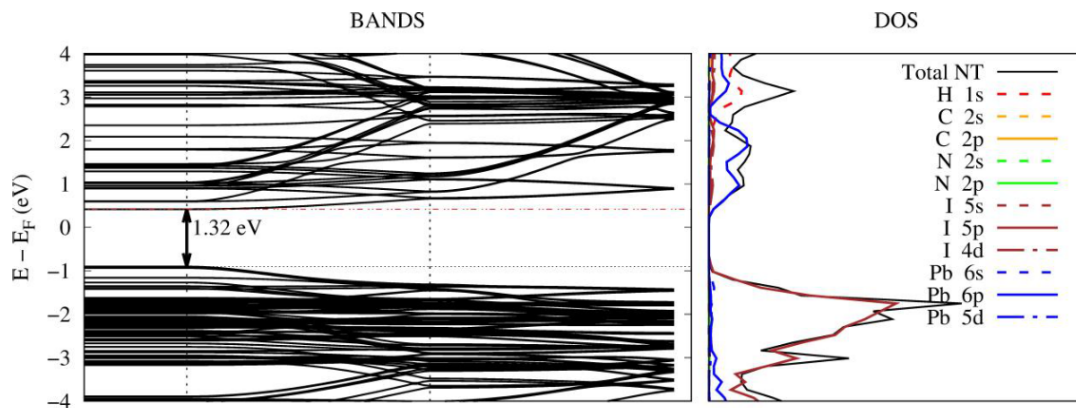 BANDS
DOS
E − E_F (eV)
4
3
2
1
0
−1
−2
−3
−4
1.32 eV
Total NT
H 1s
C 2s
C 2p
N 2s
N 2p
I 5s
I 5p
I 4d
Pb 6s
Pb 6p
Pb 5d